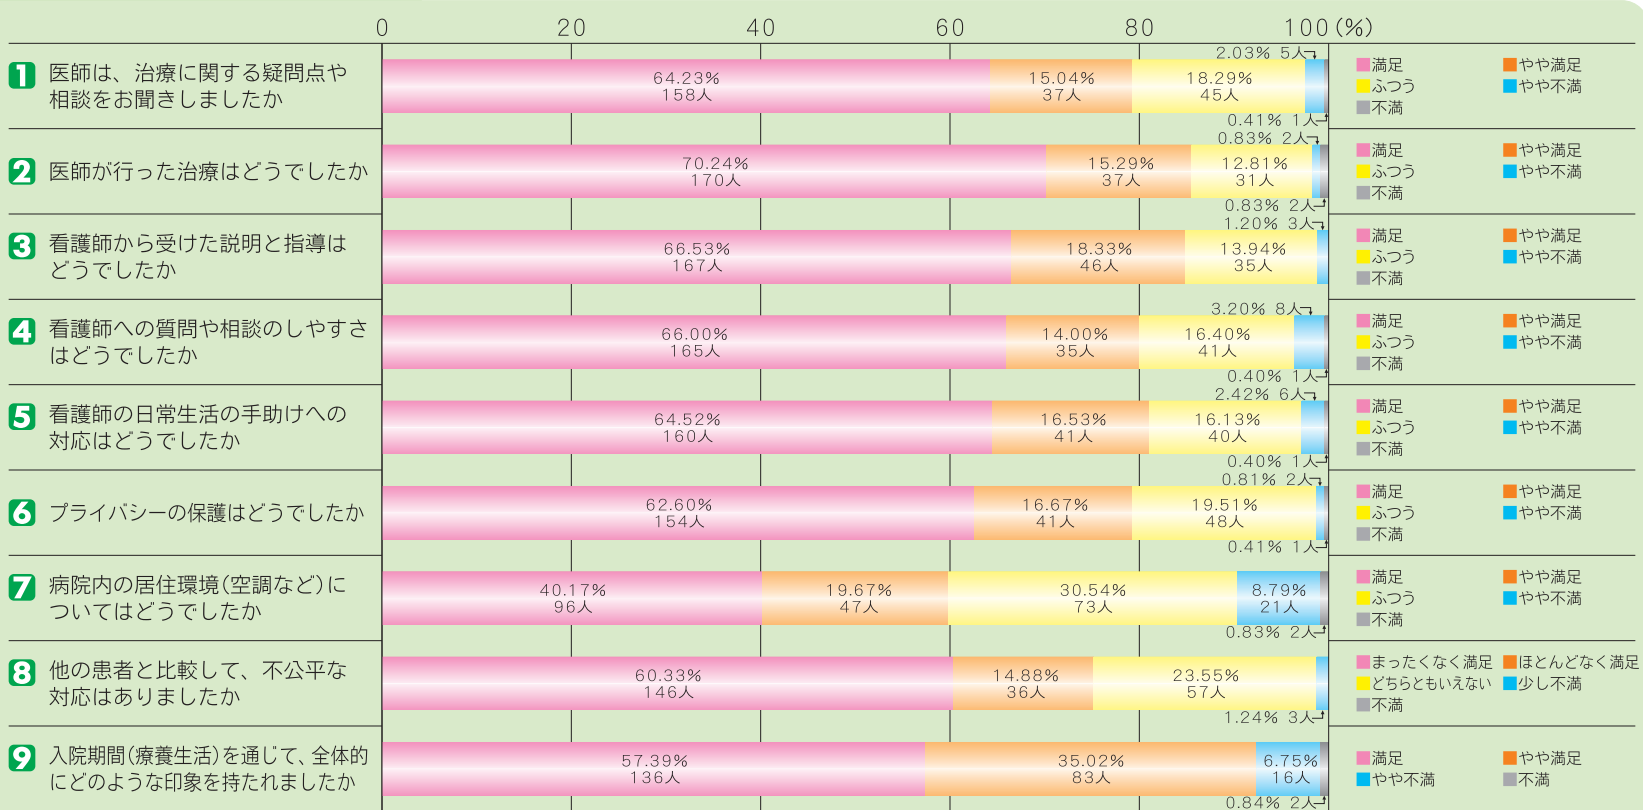 0 20 40 60 80 100(%)
1 医師は、治療に関する疑問点や
相談をお聞きしましたか
64.23% 15.04% 18.29% 2.03% 5人
158人 37人 45人
0.41% 1人
満足 やや満足
ふつう やや不満
不満
2 医師が行った治療はどうでしたか
0.83% 2人
70.24% 15.29% 12.81%
170人 37人 31人
0.83% 2人
満足 やや満足
ふつう やや不満
不満
3 看護師から受けた説明と指導は
どうでしたか
1.20% 3人
66.53% 18.33% 13.94%
167人 46人 35人
満足 やや満足
ふつう やや不満
不満
4 看護師への質問や相談のしやすさ
はどうでしたか
3.20% 8人
66.00% 14.00% 16.40%
165人 35人 41人
0.40% 1人
満足 やや満足
ふつう やや不満
不満
5 看護師の日常生活の手助けへの
対応はどうでしたか
2.42% 6人
64.52% 16.53% 16.13%
160人 41人 40人
0.40% 1人
満足 やや満足
ふつう やや不満
不満
6 プライバシーの保護はどうでしたか
0.81% 2人
62.60% 16.67% 19.51%
154人 41人 48人
0.41% 1人
満足 やや満足
ふつう やや不満
不満
7 病院内の居住環境(空調など)に
ついてはどうでしたか
40.17% 19.67% 30.54% 8.79%
96人 47人 73人 21人
0.83% 2人
満足 やや満足
ふつう やや不満
不満
8 他の患者と比較して、不公平な
対応はありましたか
60.33% 14.88% 23.55%
146人 36人 57人
1.24% 3人
まったくなく満足 ほとんどなく満足
どちらともいえない 少し不満
不満
9 入院期間(療養生活)を通じて、全体的
にどのような印象を持たれましたか
57.39% 35.02% 6.75%
136人 83人 16人
0.84% 2人
満足 やや満足
やや不満 不満